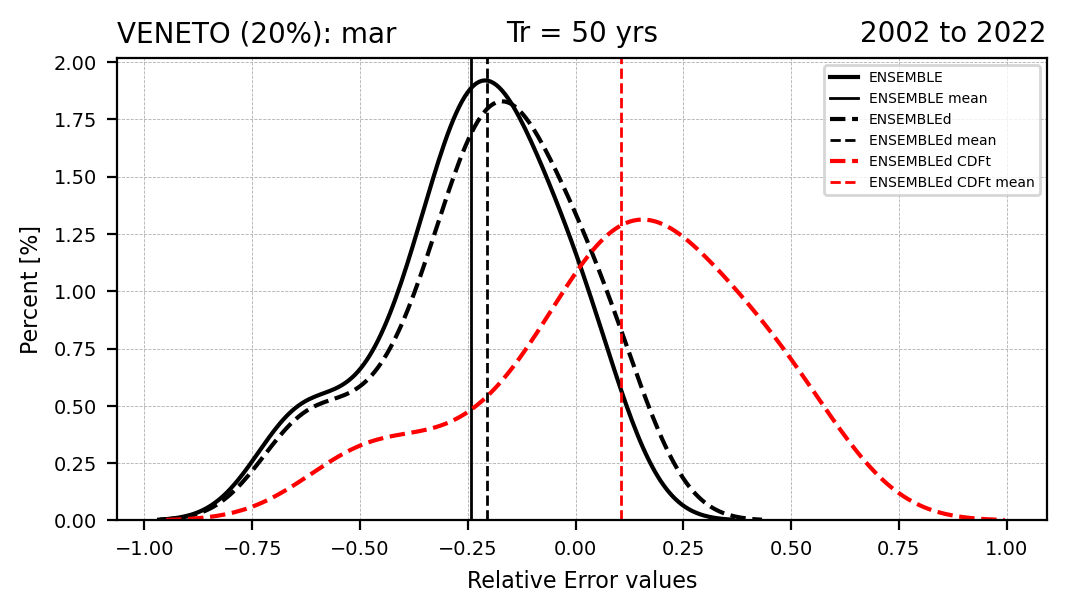 VENETO (20%): mar
Tr = 50 yrs
2002 to 2022
ENSEMBLE
ENSEMBLE mean
ENSEMBLEd
ENSEMBLEd mean
ENSEMBLEd CDFt
ENSEMBLEd CDFt mean
Percent [%]
2.00
1.75
1.50
1.25
1.00
0.75
0.50
0.25
0.00
−1.00
−0.75
−0.50
−0.25
0.00
0.25
0.50
0.75
1.00
Relative Error values